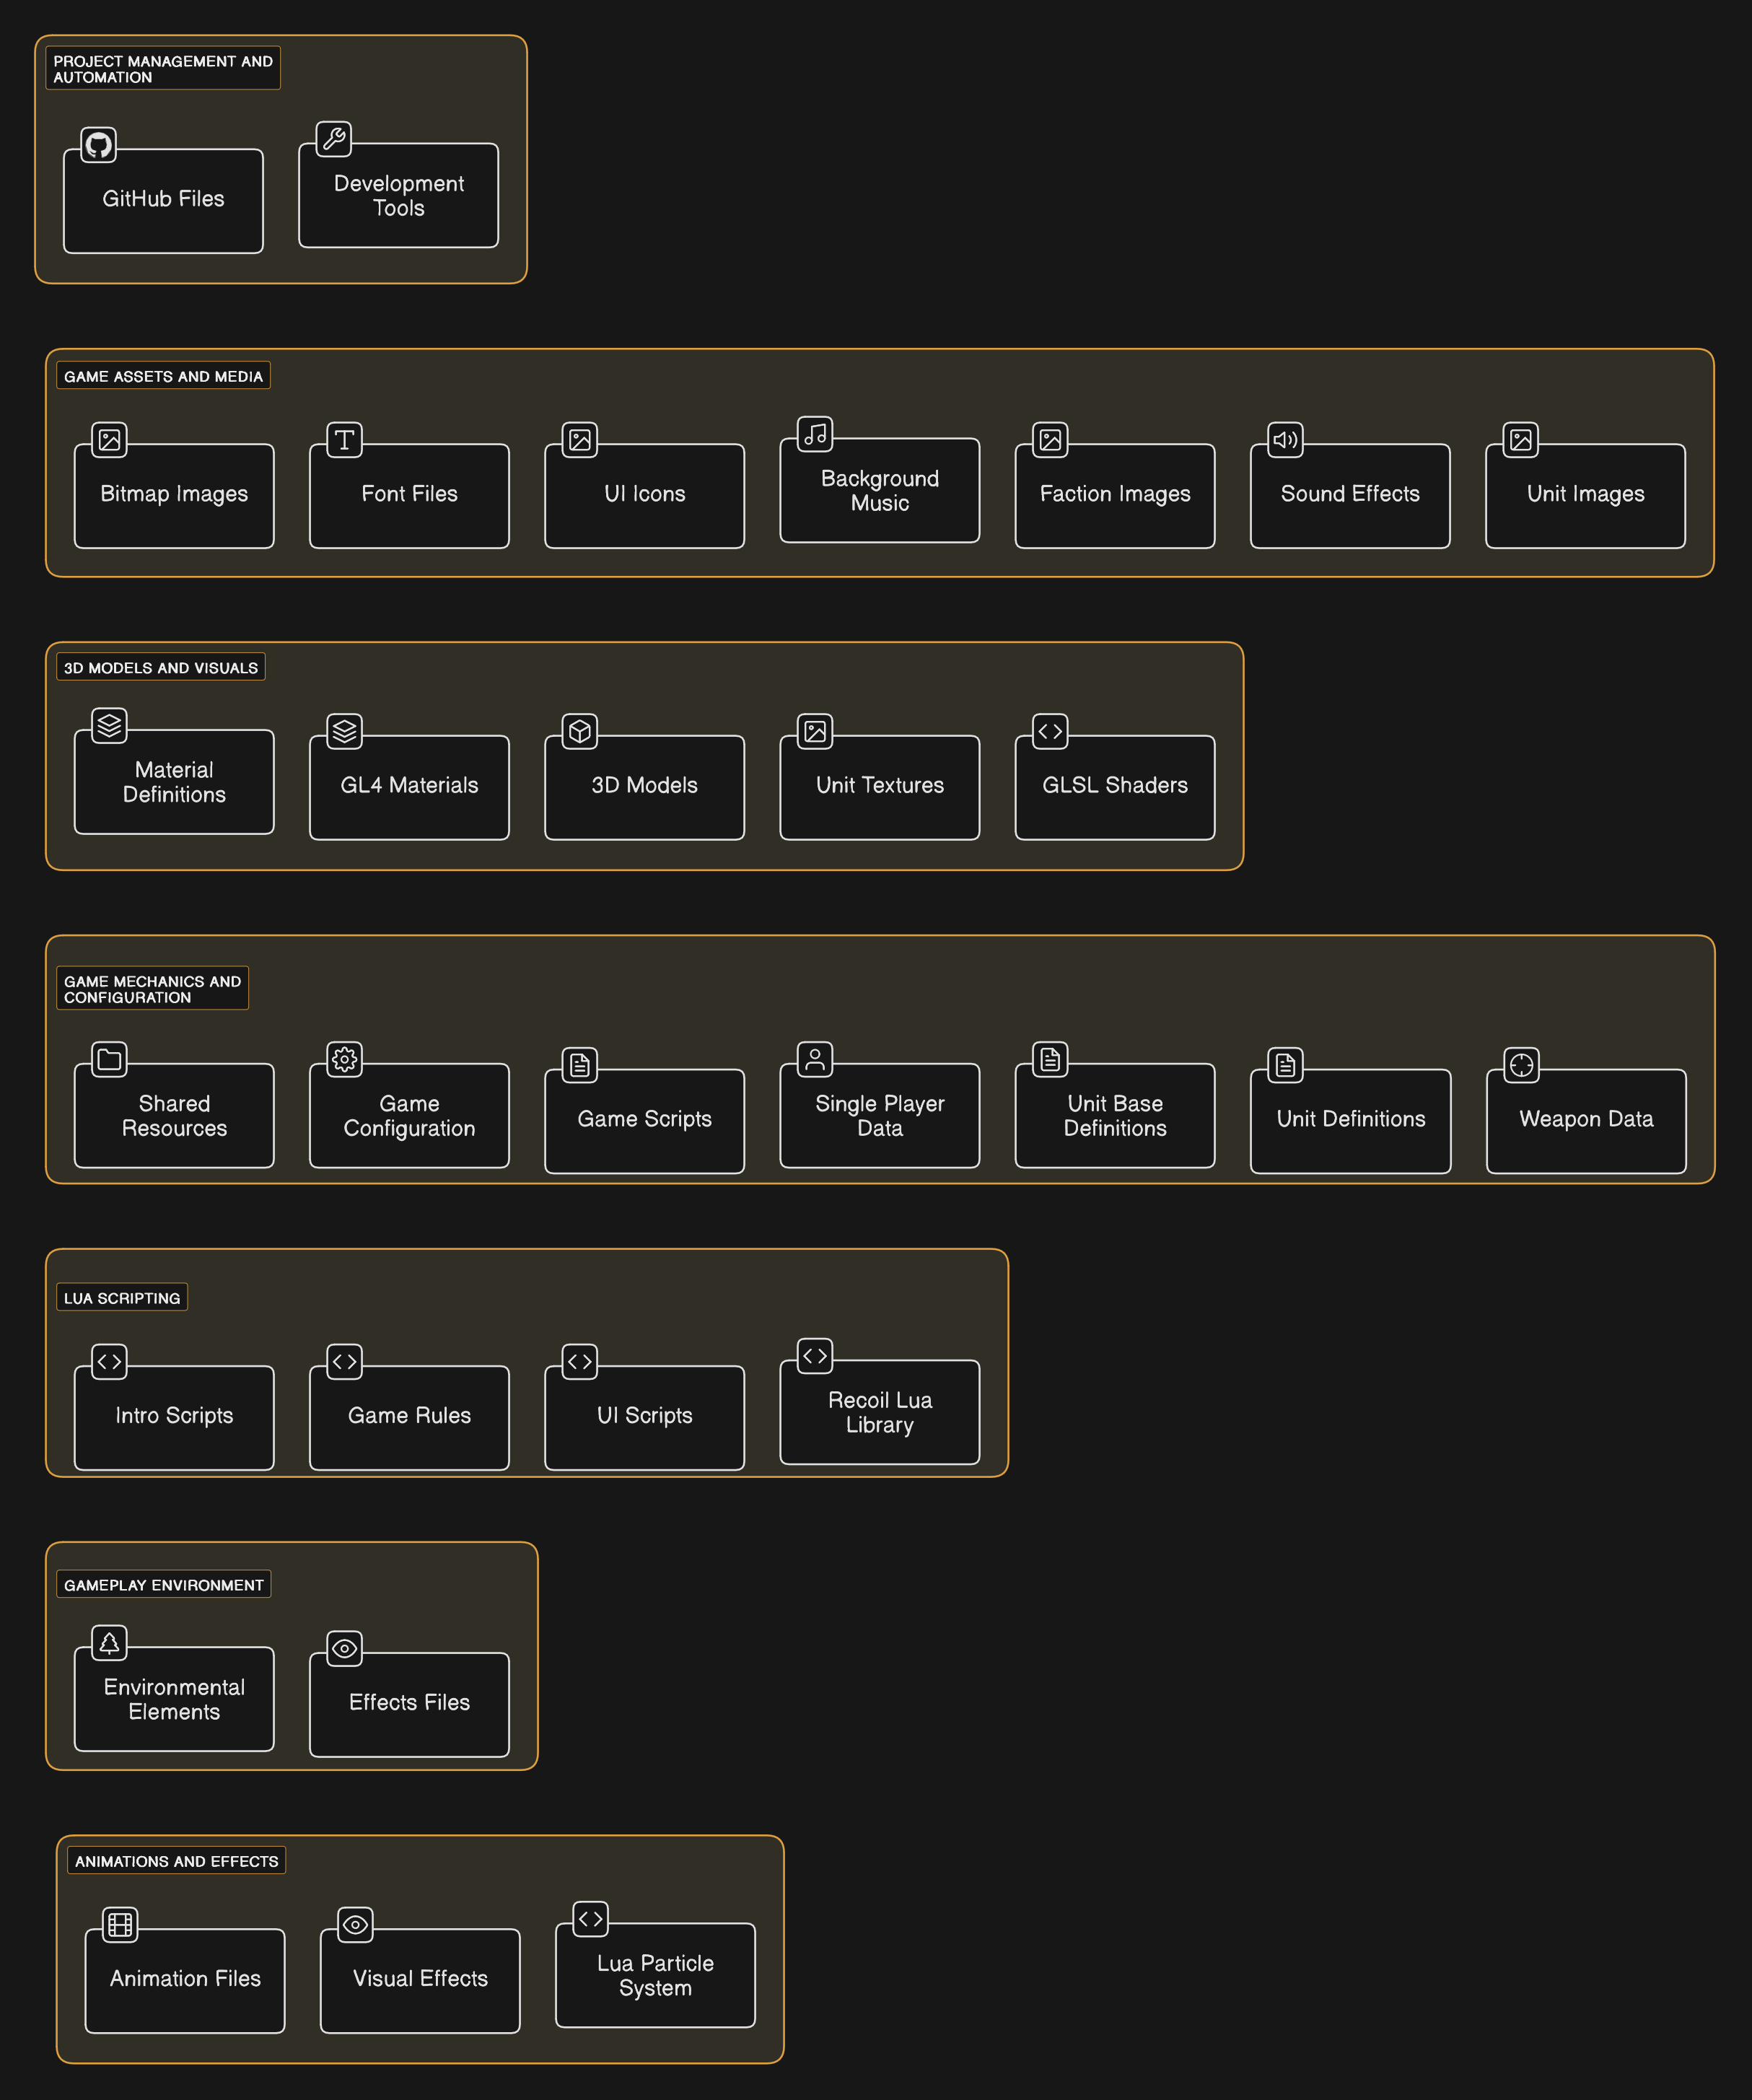 PROJECT MANAGEMENT AND
AUTOMATION
GitHub Files
Development
Tools
GAME ASSETS AND MEDIA
Bitmap Images
Font Files
UI Icons
Background
Music
Faction Images
Sound Effects
Unit Images
3D MODELS AND VISUALS
Material
Definitions
GL4 Materials
3D Models
Unit Textures
GLSL Shaders
GAME MECHANICS AND
CONFIGURATION
Shared
Resources
Game
Configuration
Game Scripts
Single Player
Data
Unit Base
Definitions
Unit Definitions
Weapon Data
LUA SCRIPTING
Intro Scripts
Game Rules
UI Scripts
Recoil Lua
Library
GAMEPLAY ENVIRONMENT
Environmental
Elements
Effects Files
ANIMATIONS AND EFFECTS
Animation Files
Visual Effects
Lua Particle
System